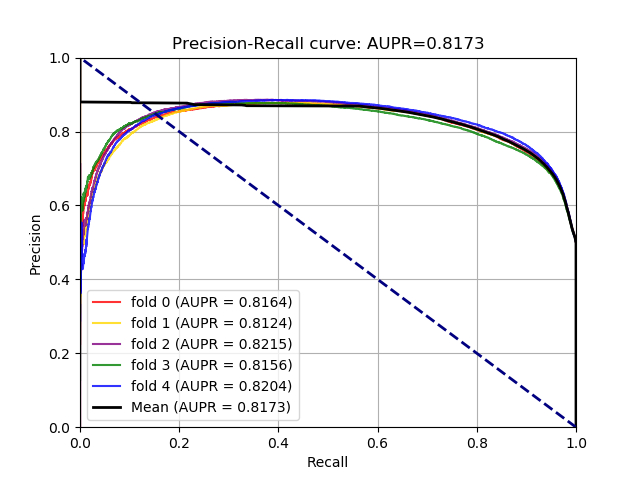 Precision-Recall curve: AUPR=0.8173
1.0
0.8
0.6
0.4
0.2
0.0
Precision
fold 0 (AUPR = 0.8164)
fold 1 (AUPR = 0.8124)
fold 2 (AUPR = 0.8215)
fold 3 (AUPR = 0.8156)
fold 4 (AUPR = 0.8204)
Mean (AUPR = 0.8173)
0.0 0.2 0.4 0.6 0.8 1.0
Recall